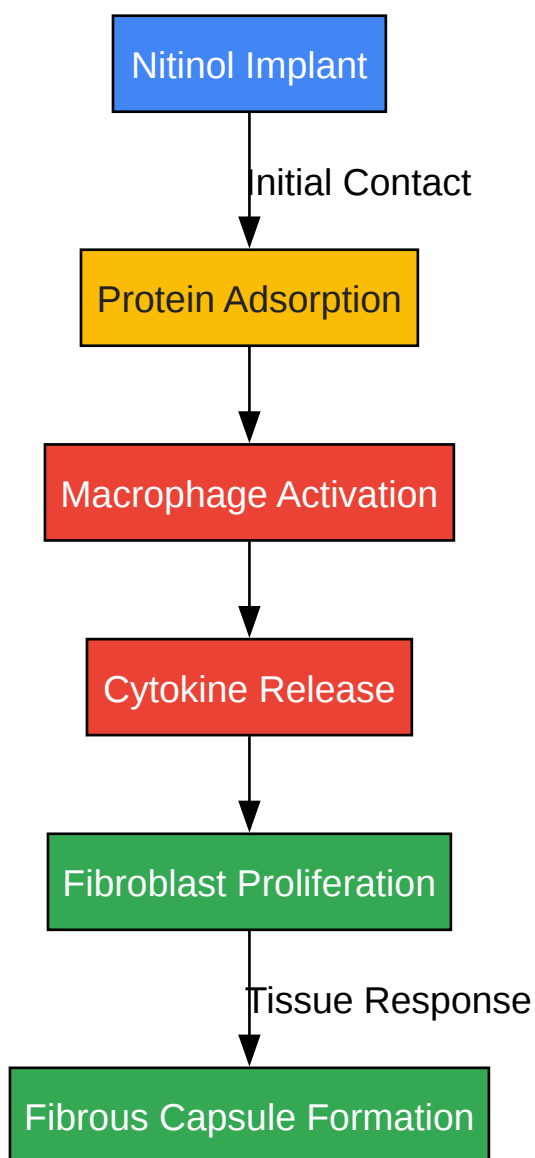 Nitinol Implant
Initial Contact
Protein Adsorption
Macrophage Activation
Cytokine Release
Fibroblast Proliferation
Tissue Response
Fibrous Capsule Formation